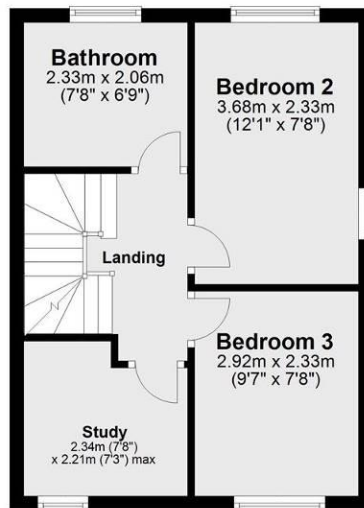 Bathroom
2.33m x 2.06m
(7'8" x 6'9")
Bedroom 2
3.68m x 2.33m
(12'1" x 7'8")
Landing
Bedroom 3
2.92m x 2.33m
(9'7" x 7'8")
Study
2.34m (7'8")
x 2.21m (7'3") max